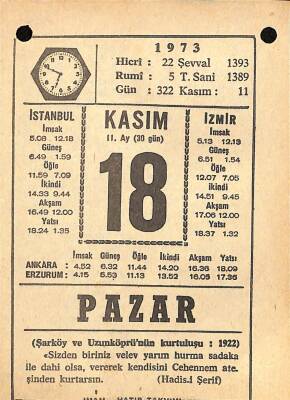 1973
Hicrî : 22 Şevval 1393
Rumî : 5 T. Sani 1389
Gün : 322 Kasım : 11
İSTANBUL
İmsak
5.08 12.18
Güneş
6.49 1.59
Öğle
11.59 7.09
İkindi
14.33 9.44
Akşam
16.49 12.00
Yatsı
18.24 1.35
KASIM
11. Ay (30 gün)
18
İZMİR
İmsak
5.13 12.13
Güneş
6.51 1.54
Öğle
12.07 7.05
ikindi
14.51 9.45
Akşam
17.06 12.00
Yatsı
18.37 1.32
İmsak Güneş Öğle İkindi Akşam Yatsı
ANKARA : 4.52 6.32 11.44 14.20 16.36 18.09
ERZURUM : 4.15 5.53 11.13 13.52 16.05 17.36
PAZAR
(Şarköy ve Uzunköprü'nün kurtuluşu : 1922)
«Sizden biriniz velev yarım hurma sadaka
ile dahi olsa, vererek kendisini Cehennem ate.
şinden kurtarsın. (Hadis.i Şerif)